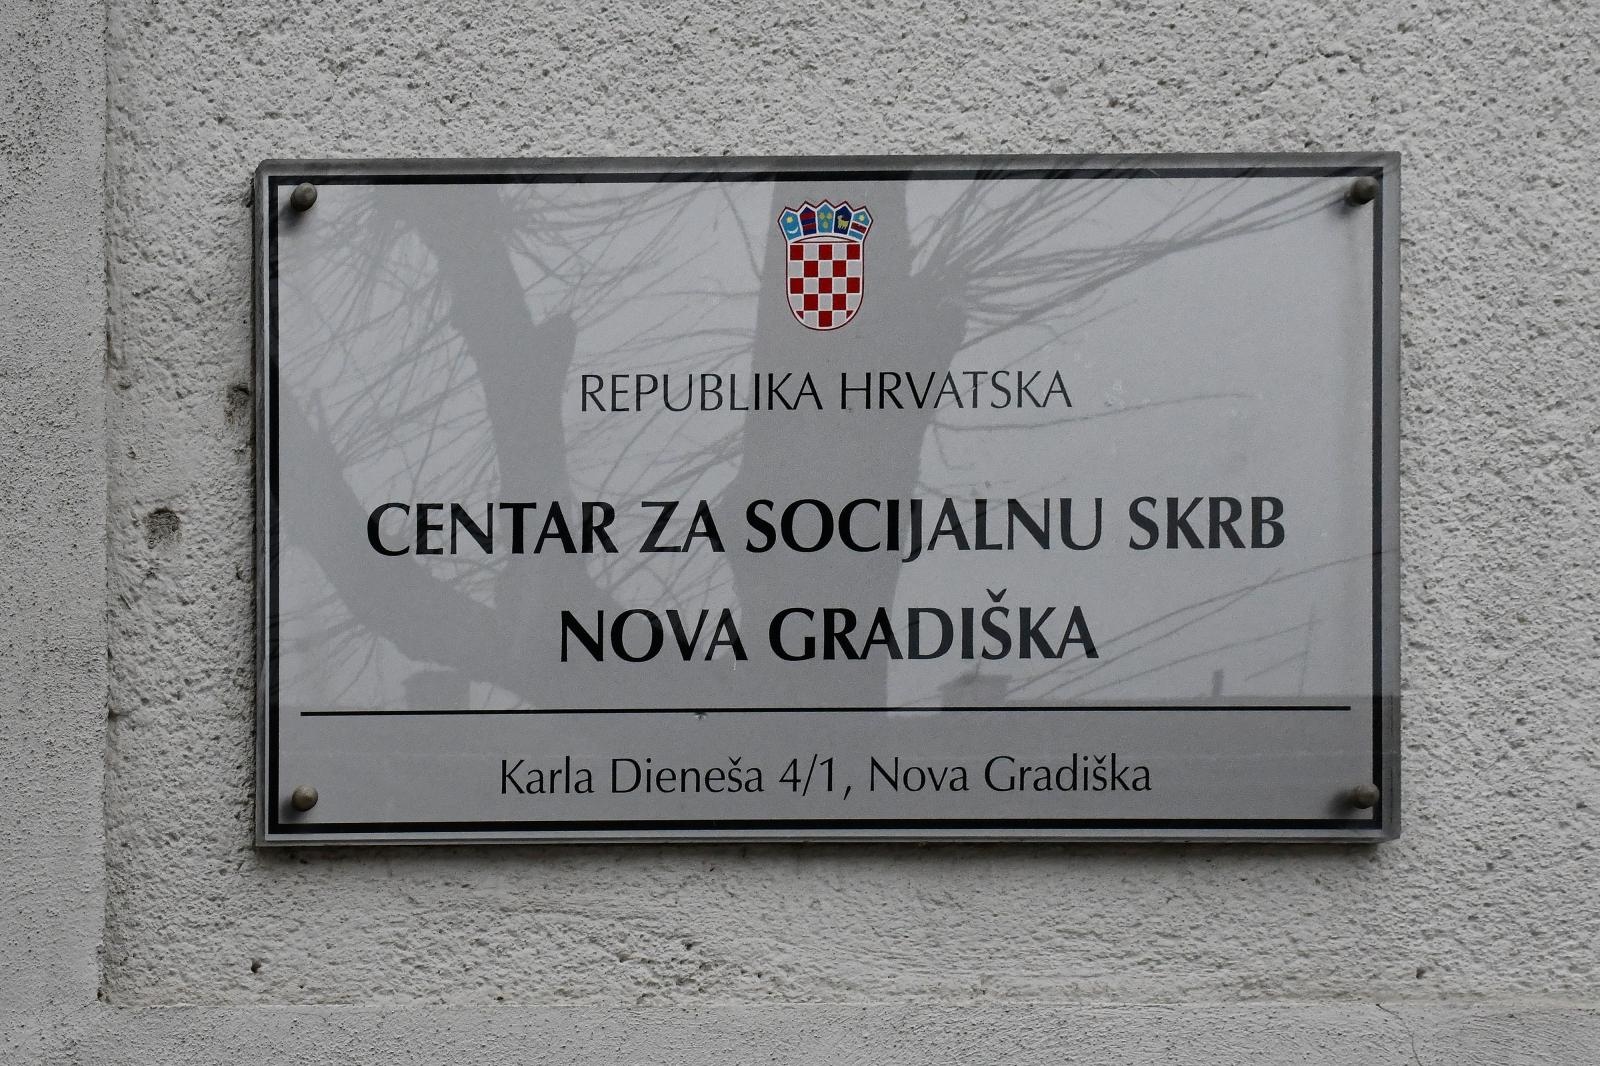 REPUBLIKA HRVATSKA
CENTAR ZA SOCIJALNU SKRB
NOVA GRADIŠKA
Karla Dieneša 4/1, Nova Gradiška